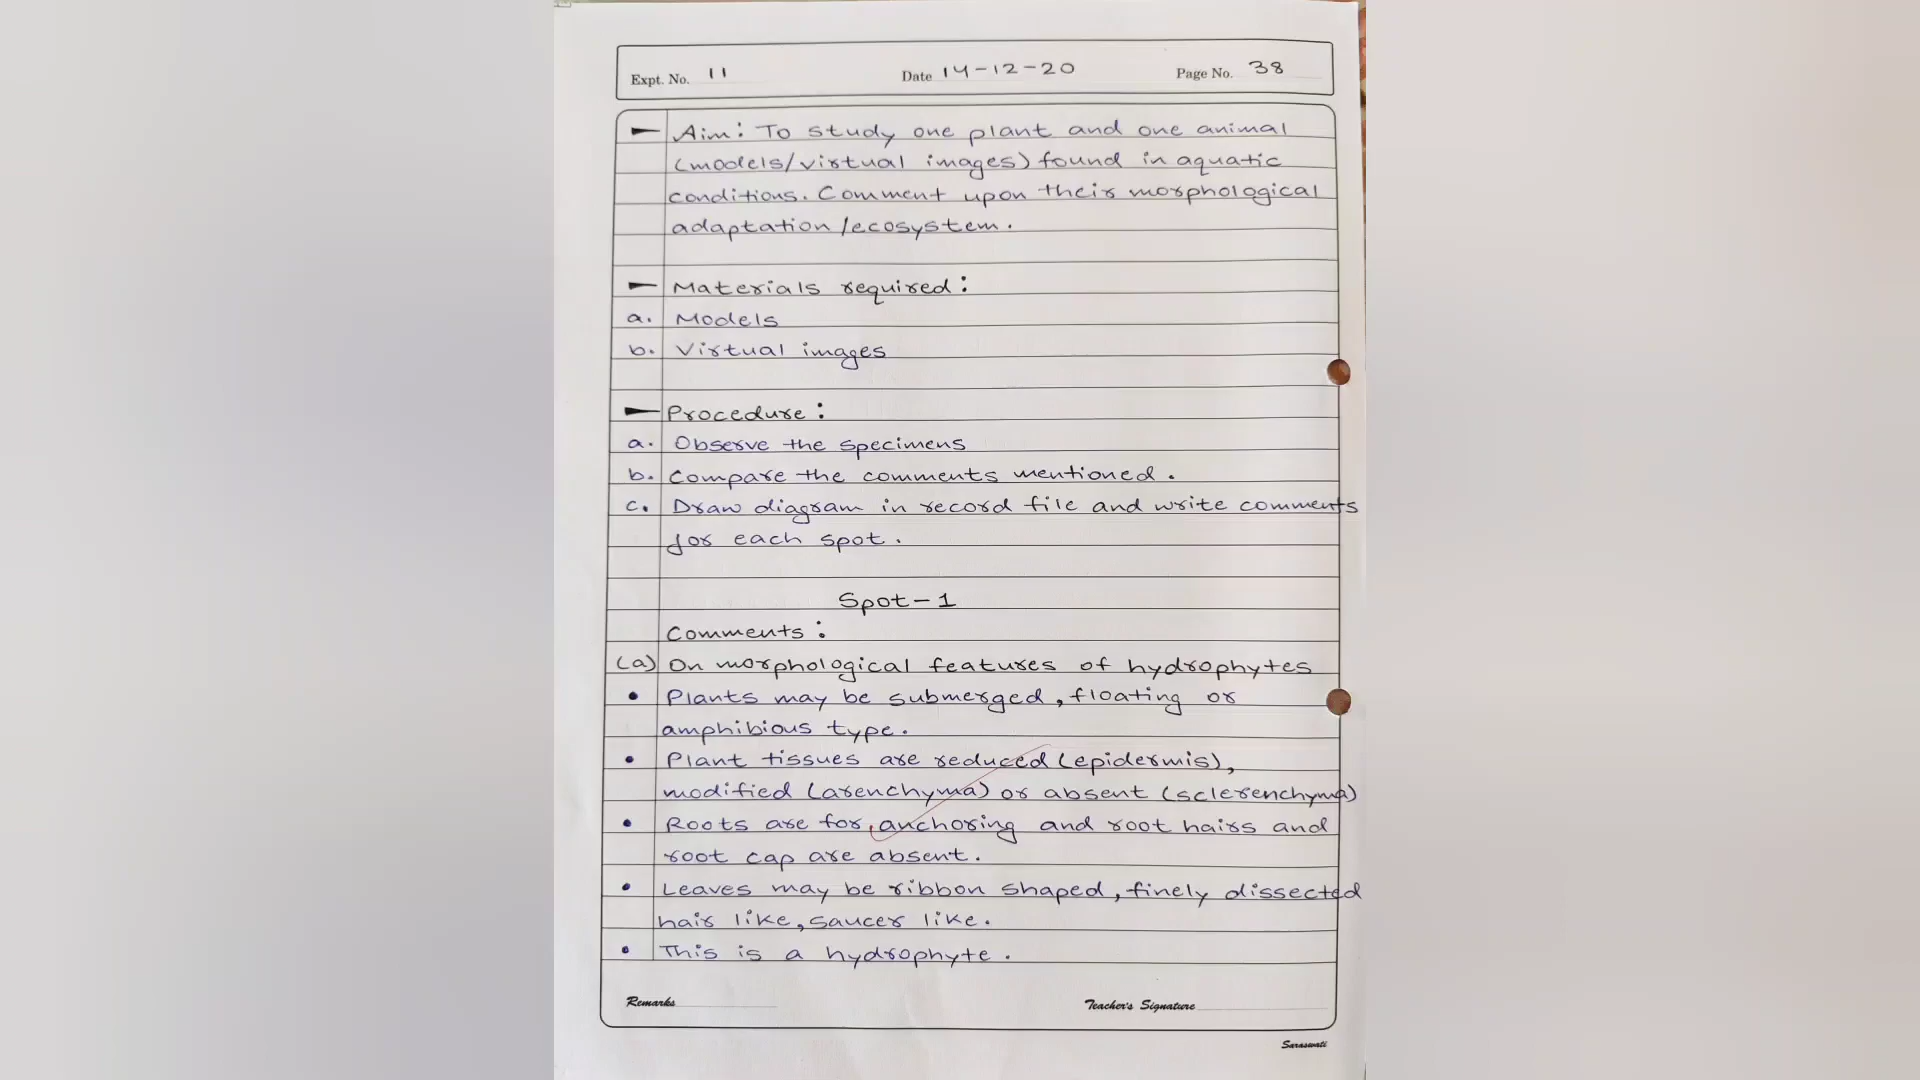 Expt. No. 11 Date 14-12-20 Page No. 38
Aim: To study one plant and one animal
(models/virtual images) found in aquatic
conditions. Comment upon their morphological
adaptation/ecosystem.
Materials required:
a. Models
b. Virtual images
Procedure:
a. Observe the specimens
b. Compare the comments mentioned.
c. Draw diagram in record file and write comments
for each spot.
Spot-1
Comments:
(a) On morphological features of hydrophytes
• Plants may be submerged, floating or
amphibious type.
• Plant tissues are reduced (epidermis),
modified (arenchyma) or absent (sclerenchyma)
• Roots are for, anchoring and root hairs and
root cap are absent.
• Leaves may be ribbon shaped, finely dissected
hair like, saucer like.
• This is a hydrophyte.
Remarks Teacher's Signature
Saraswati